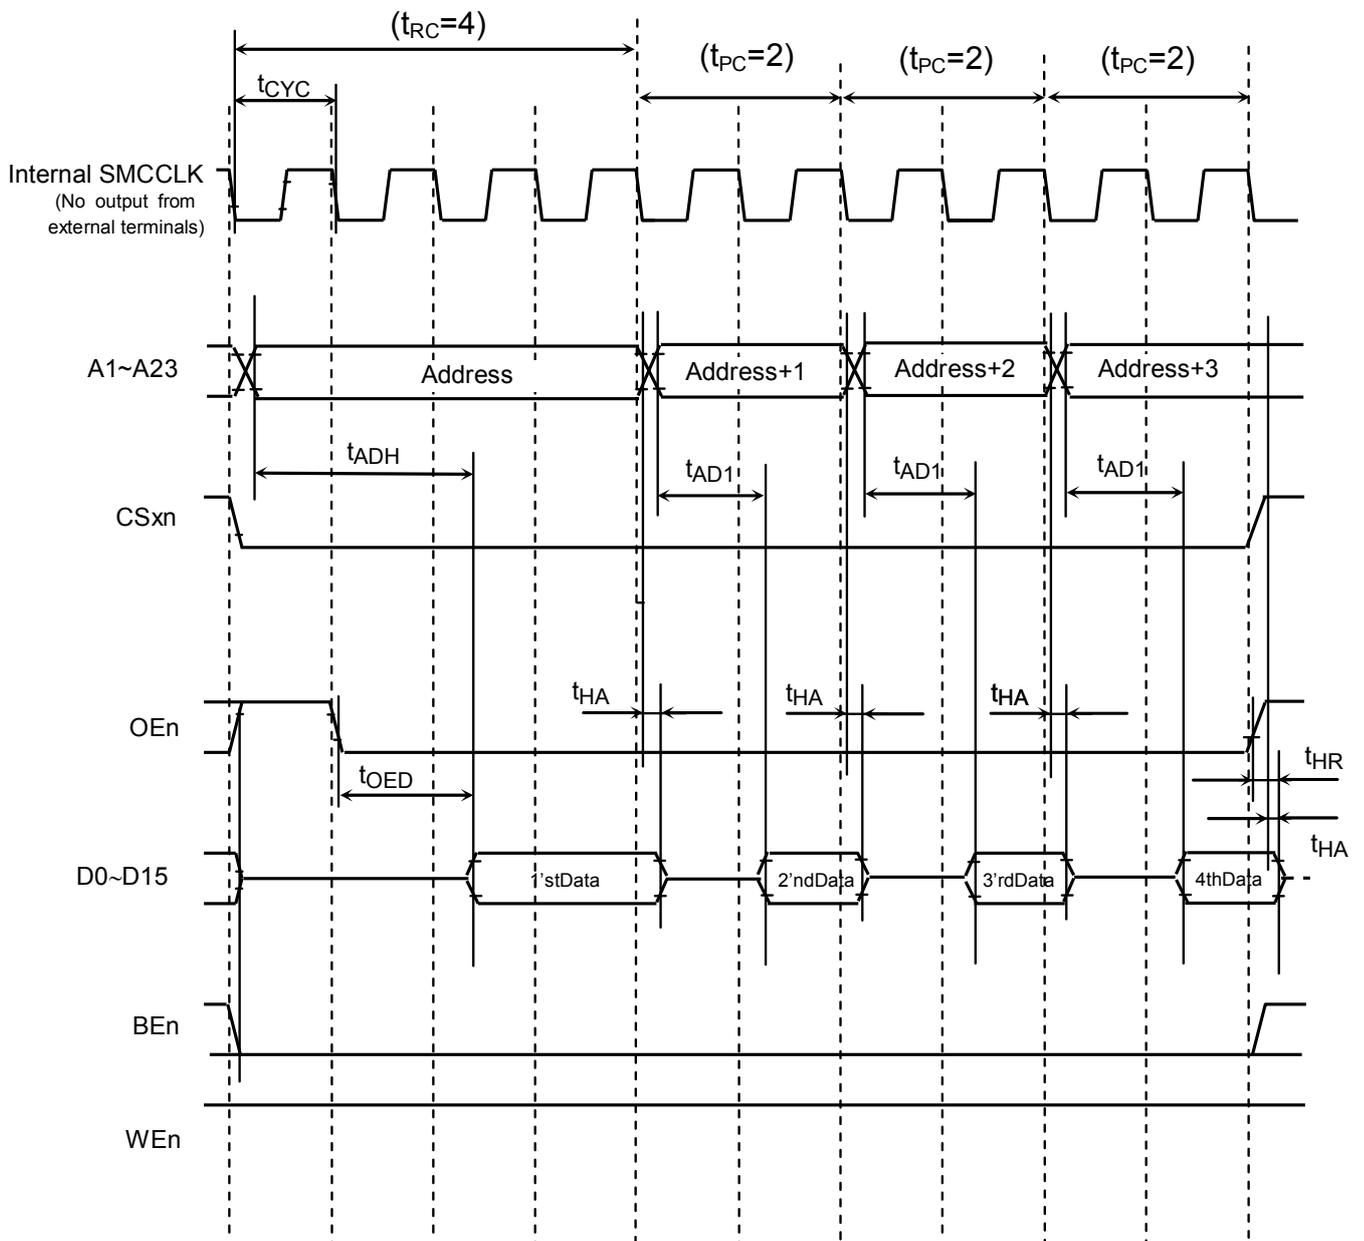 (tRC=4)
(tPC=2) (tPC=2) (tPC=2)
tCYC
Internal SMCCLK
(No output from
external terminals)
A1~A23
Address Address+1 Address+2 Address+3
tADH tAD1 tAD1 tAD1
CSxn
tHA tHA tHA
OEn
tHR
tOED
tHA
D0~D15
1'stData 2'ndData 3'rdData 4thData
BEn
WEn